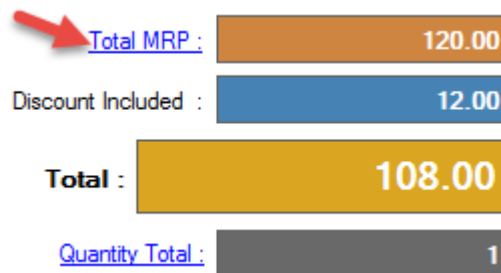 Total MRP : 120.00
Discount Included : 12.00
Total : 108.00
Quantity Total : 1